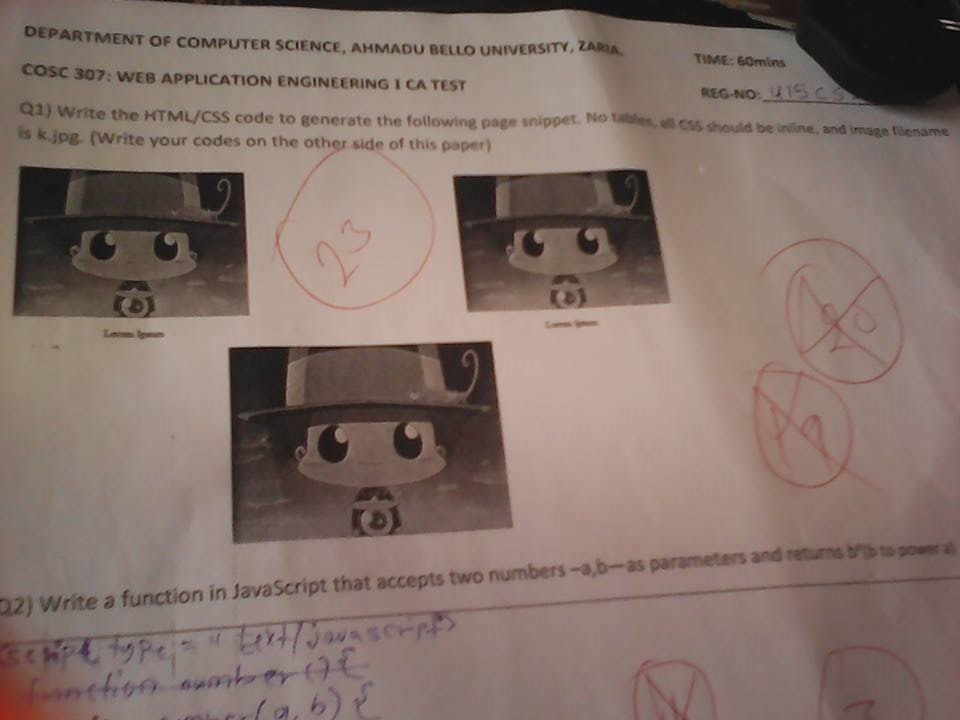 DEPARTMENT OF COMPUTER SCIENCE, AHMADU BELLO UNIVERSITY, ZARIA.
TIME: 60mins
COSC 307: WEB APPLICATION ENGINEERING I CA TEST
REG-NO: U15CS
Q1) Write the HTML/CSS code to generate the following page snippet. No tables, all CSS should be inline, and image filename
is k.jpg. (Write your codes on the other side of this paper)
23
Lorem Ipsum
Lorem Ipsum
Q2) Write a function in JavaScript that accepts two numbers –a,b—as parameters and returns bª(b to power a)
script type = "text/javascript>
function number () {
(a, b) {